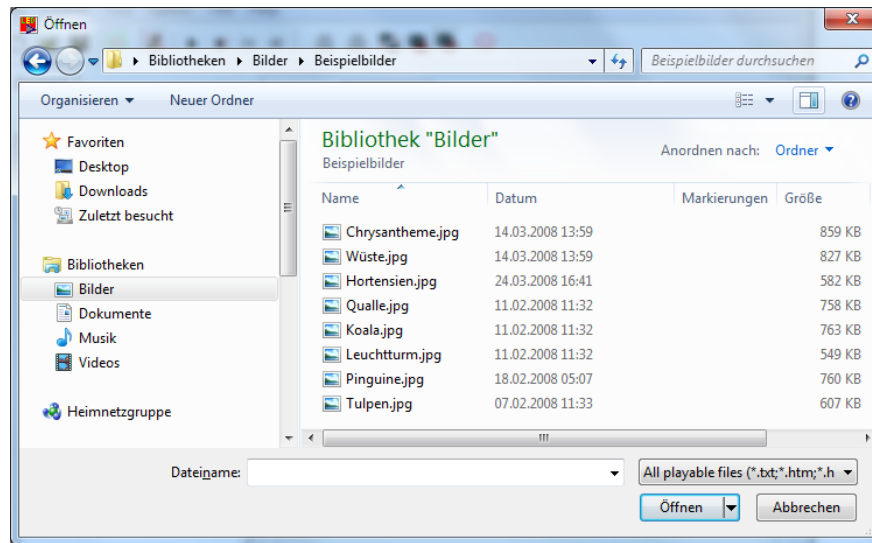 Öffnen
Bibliotheken Bilder Beispielbilder Beispielbilder durchsuchen
Organisieren Neuer Ordner
Favoriten
Desktop
Downloads
Zuletzt besucht
Bibliotheken
Bilder
Dokumente
Musik
Videos
Heimnetzgruppe
Bibliothek "Bilder"
Beispielbilder
Anordnen nach: Ordner
Name Datum Markierungen Größe
Chrysantheme.jpg 14.03.2008 13:59 859 KB
Wüste.jpg 14.03.2008 13:59 827 KB
Hortensien.jpg 24.03.2008 16:41 582 KB
Qualle.jpg 11.02.2008 11:32 758 KB
Koala.jpg 11.02.2008 11:32 763 KB
Leuchtturm.jpg 11.02.2008 11:32 549 KB
Pinguine.jpg 18.02.2008 05:07 760 KB
Tulpen.jpg 07.02.2008 11:33 607 KB
Dateiname: All playable files (*.txt;*.htm;*.h
Öffnen Abbrechen